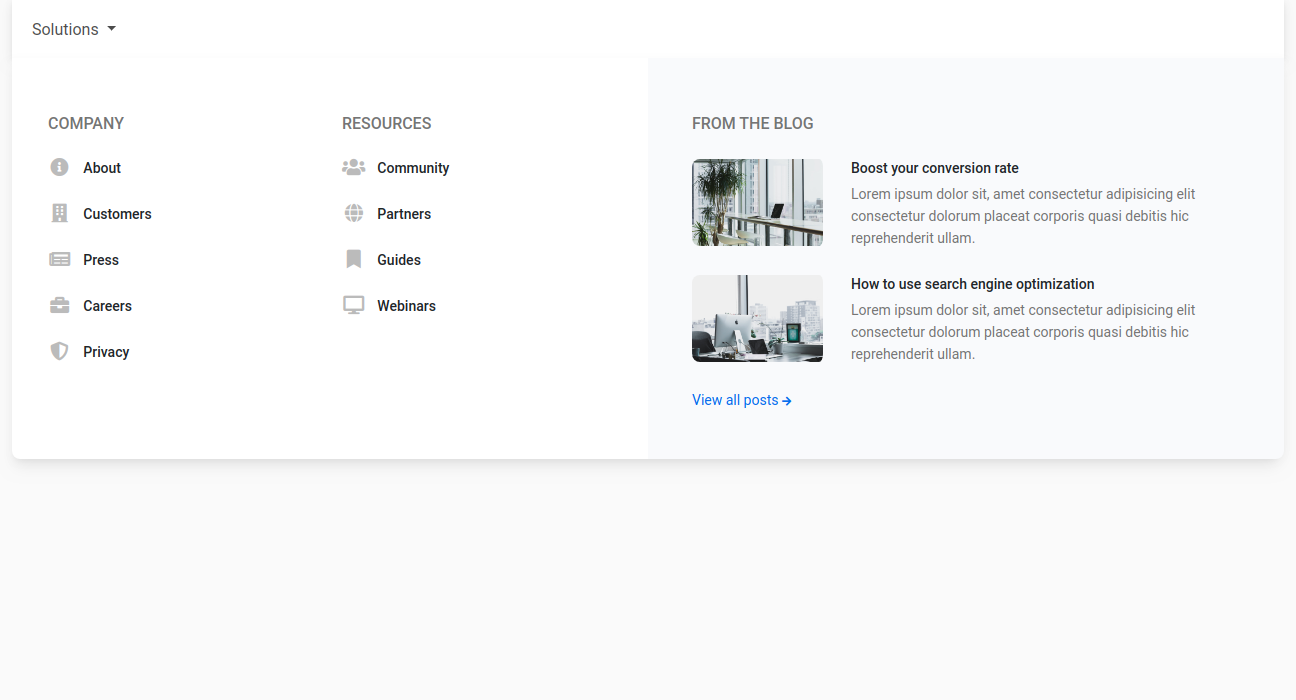 Solutions
COMPANY
About
Customers
Press
Careers
Privacy
RESOURCES
Community
Partners
Guides
Webinars
FROM THE BLOG
Boost your conversion rate
Lorem ipsum dolor sit, amet consectetur adipisicing elit
consectetur dolorum placeat corporis quasi debitis hic
reprehenderit ullam.
How to use search engine optimization
Lorem ipsum dolor sit, amet consectetur adipisicing elit
consectetur dolorum placeat corporis quasi debitis hic
reprehenderit ullam.
View all posts